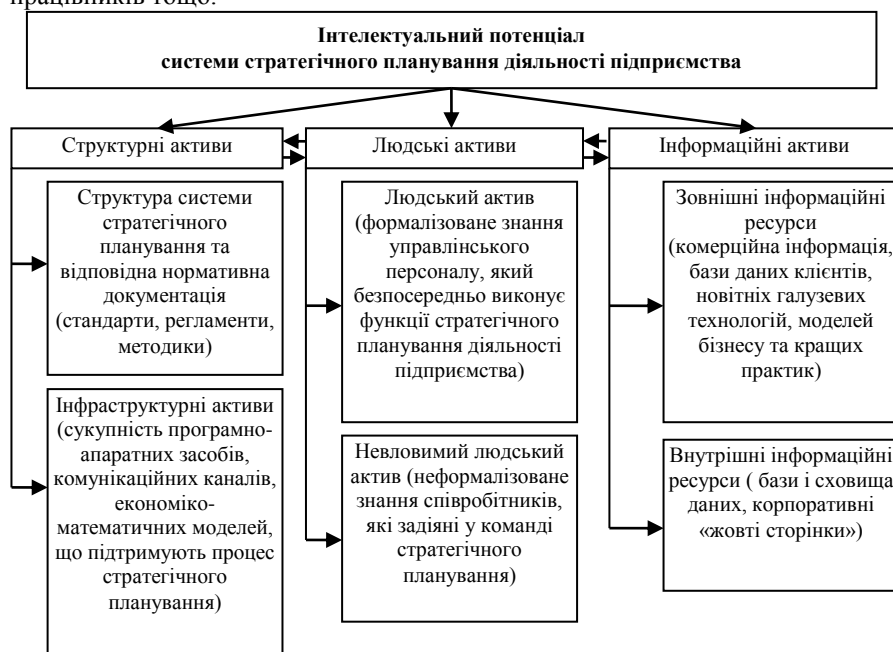 працівників тощо.
Інтелектуальний потенціал
системи стратегічного планування діяльності підприємства
Структурні активи
Людські активи
Інформаційні активи
Структура системи
стратегічного
планування та
відповідна нормативна
документація
(стандарти, регламенти,
методики)
Людський актив
(формалізоване знання
управлінського
персоналу, який
безпосередньо виконує
функції стратегічного
планування діяльності
підприємства)
Зовнішні інформаційні
ресурси
(комерційна інформація,
бази даних клієнтів,
новітніх галузевих
технологій, моделей
бізнесу та кращих
практик)
Інфраструктурні активи
(сукупність програмно-
апаратних засобів,
комунікаційних каналів,
економіко-
математичних моделей,
що підтримують процес
стратегічного
планування)
Невловимий людський
актив (неформалізоване
знання співробітників,
які задіяні у команді
стратегічного
планування)
Внутрішні інформаційні
ресурси ( бази і сховища
даних, корпоративні
«жовті сторінки»)